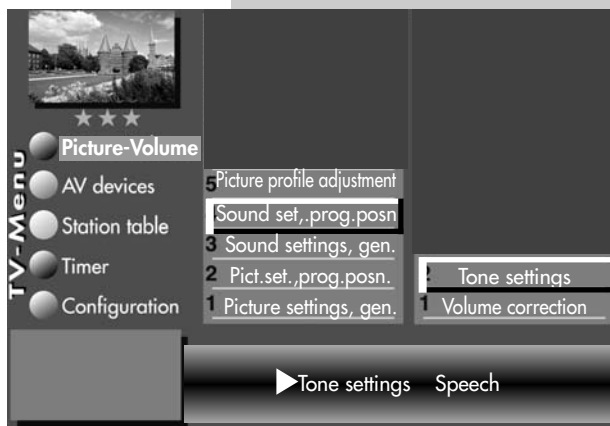 TV-Menu
Picture-Volume
AV devices
Station table
Timer
Configuration
5 Picture profile adjustment
Sound set,.prog.posn
3 Sound settings, gen.
2 Pict.set.,prog.posn.
1 Picture settings, gen.
2 Tone settings
1 Volume correction
Tone settings Speech